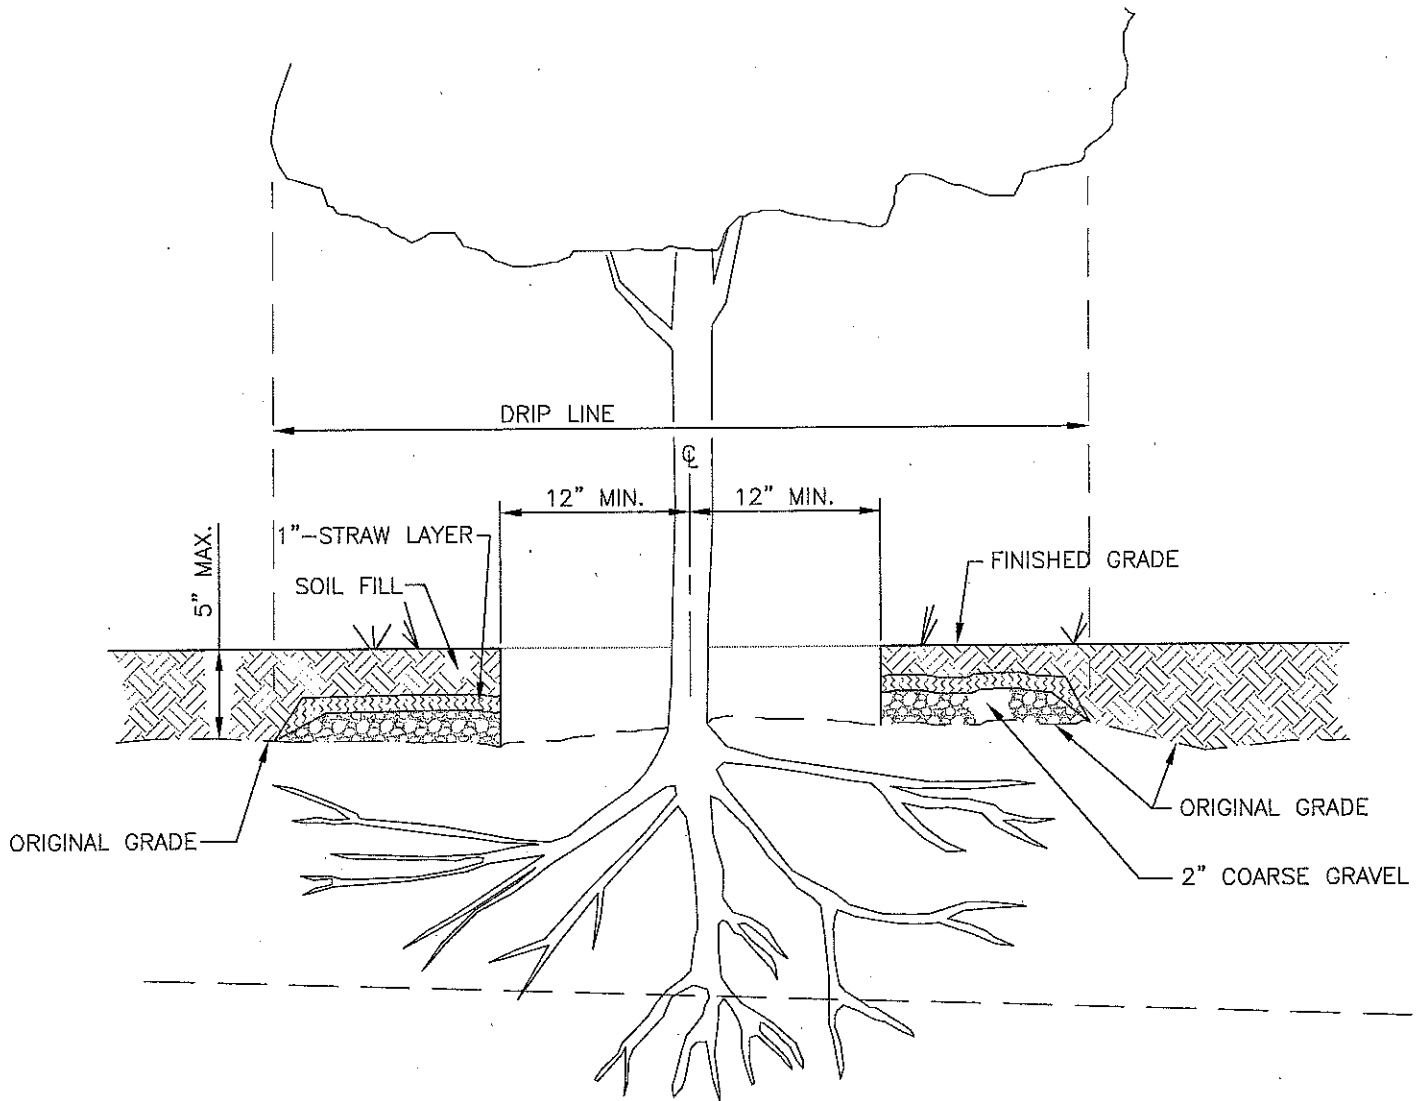 DRIP LINE
℄
12" MIN.
12" MIN.
5" MAX.
1"-STRAW LAYER
SOIL FILL
FINISHED GRADE
ORIGINAL GRADE
ORIGINAL GRADE
2" COARSE GRAVEL